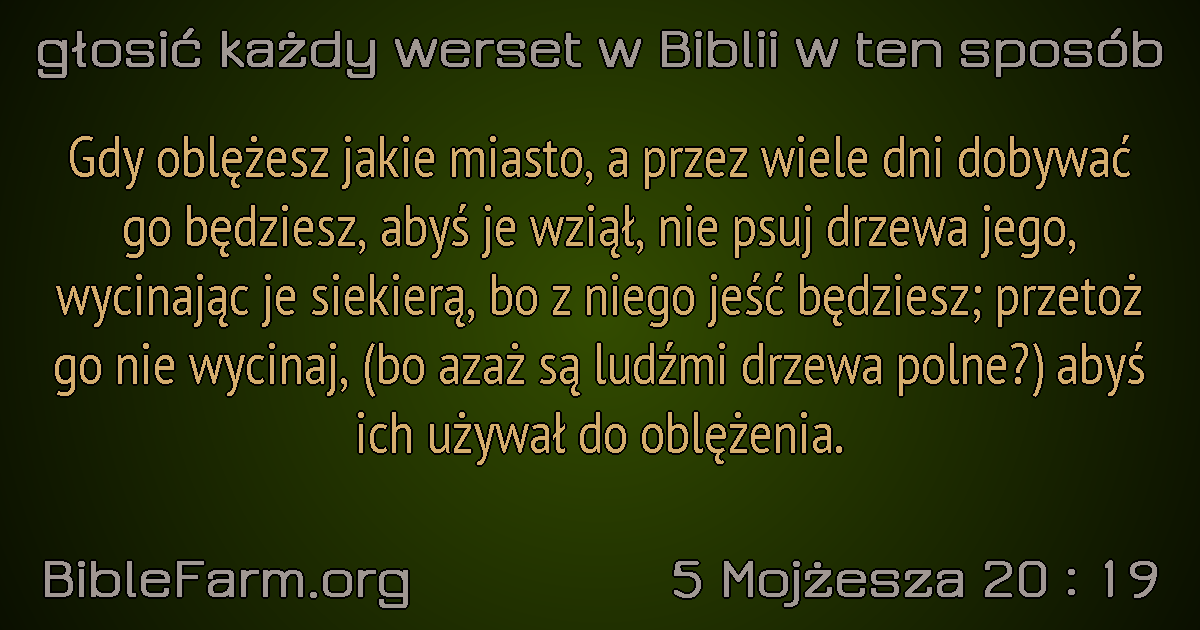 głosić każdy werset w Biblii w ten sposób
Gdy oblężesz jakie miasto, a przez wiele dni dobywać
go będziesz, abyś je wziął, nie psuj drzewa jego,
wycinając je siekierą, bo z niego jeść będziesz; przetoż
go nie wycinaj, (bo azaż są ludźmi drzewa polne?) abyś
ich używał do oblężenia.
BibleFarm.org
5 Mojżesza 20 : 19